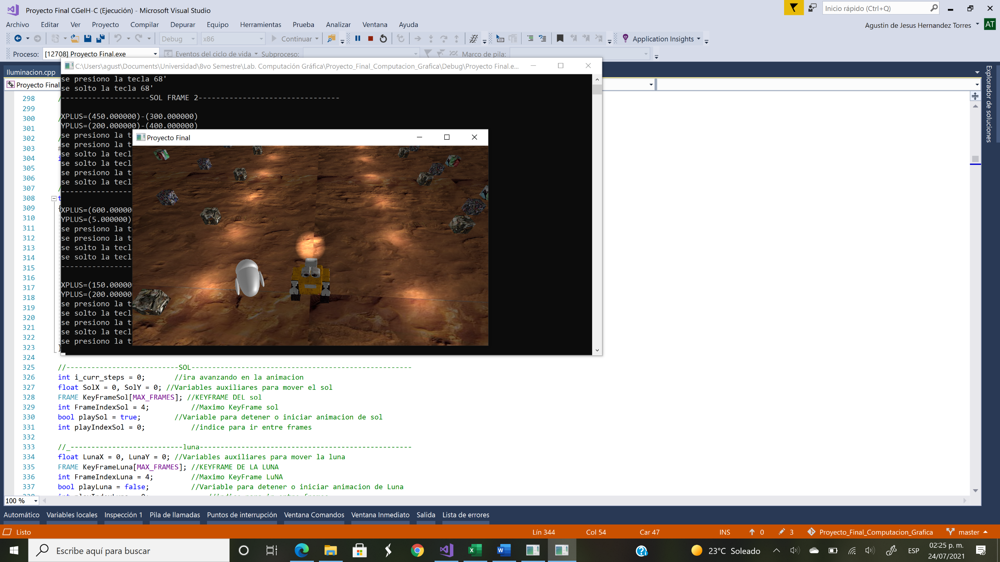 Proyecto Final CGeIH-C (Ejecución) - Microsoft Visual Studio
Inicio rápido (Ctrl+Q)
Archivo Editar Ver Proyecto Compilar Depurar Equipo Herramientas Prueba Analizar Ventana Ayuda
Agustin de Jesus Hernandez Torres AT
Debug x86 Continuar Application Insights
Proceso: [12708] Proyecto Final.exe Eventos del ciclo de vida Subproceso: Marco de pila:
C:\Users\agust\Documents\Universidad\8vo Semestre\Lab. Computación Gráfica\Proyecto_Final_Computacion_Grafica\Debug\Proyecto Final.e...
Iluminacion.cpp
Proyecto Final
Explorador de soluciones
se presiono la tecla 68'
se solto la tecla 68'
--------------------SOL FRAME 2--------------------------------
XPLUS=(450.000000)-(300.000000)
YPLUS=(200.000000)-(400.000000)
se presiono la t
se presiono la t
se solto la tecl
se solto la tecl
se presiono la t
se solto la tecl
----------------
XPLUS=(600.00000
YPLUS=(5.000000)
se presiono la t
se presiono la t
se solto la tecl
se solto la tecl
----------------
XPLUS=(150.00000
YPLUS=(200.00000
se presiono la t
se solto la tecl
se presiono la t
se solto la tecl
se presiono la t
Proyecto Final
298 /
299
300 /
301
302 /
303 #
304 i
305
306
307 /
308 t
309 {
310
311
312
313
314
315
316
317
318
319
320
321
322
323 }
324
325 //---------------------------SOL-----------------------------------------------------
326 int i_curr_steps = 0; //ira avanzando en la animacion
327 float SolX = 0, SolY = 0; //Variables auxiliares para mover el sol
328 FRAME KeyFrameSol[MAX_FRAMES]; //KEYFRAME DEL sol
329 int FrameIndexSol = 4; //Maximo KeyFrame sol
330 bool playSol = true; //Variable para detener o iniciar animacion de sol
331 int playIndexSol = 0; //indice para ir entre frames
332
333 //_--------------------------luna---------------------------------------------------
334 float LunaX = 0, LunaY = 0; //Variables auxiliares para mover la luna
335 FRAME KeyFrameLuna[MAX_FRAMES]; //KEYFRAME DE LA LUNA
336 int FrameIndexLuna = 4; //Maximo KeyFrame LuNA
337 bool playLuna = false; //Variable para detener o iniciar animacion de Luna
100 %
Automático Variables locales Inspección 1 Pila de llamadas Puntos de interrupción Ventana Comandos Ventana Inmediato Salida Lista de errores
Listo Lín 344 Col 54 Car 47 INS 0 3 Proyecto_Final_Computacion_Grafica master
Escribe aquí para buscar
23°C Soleado ESP 02:25 p. m.
24/07/2021